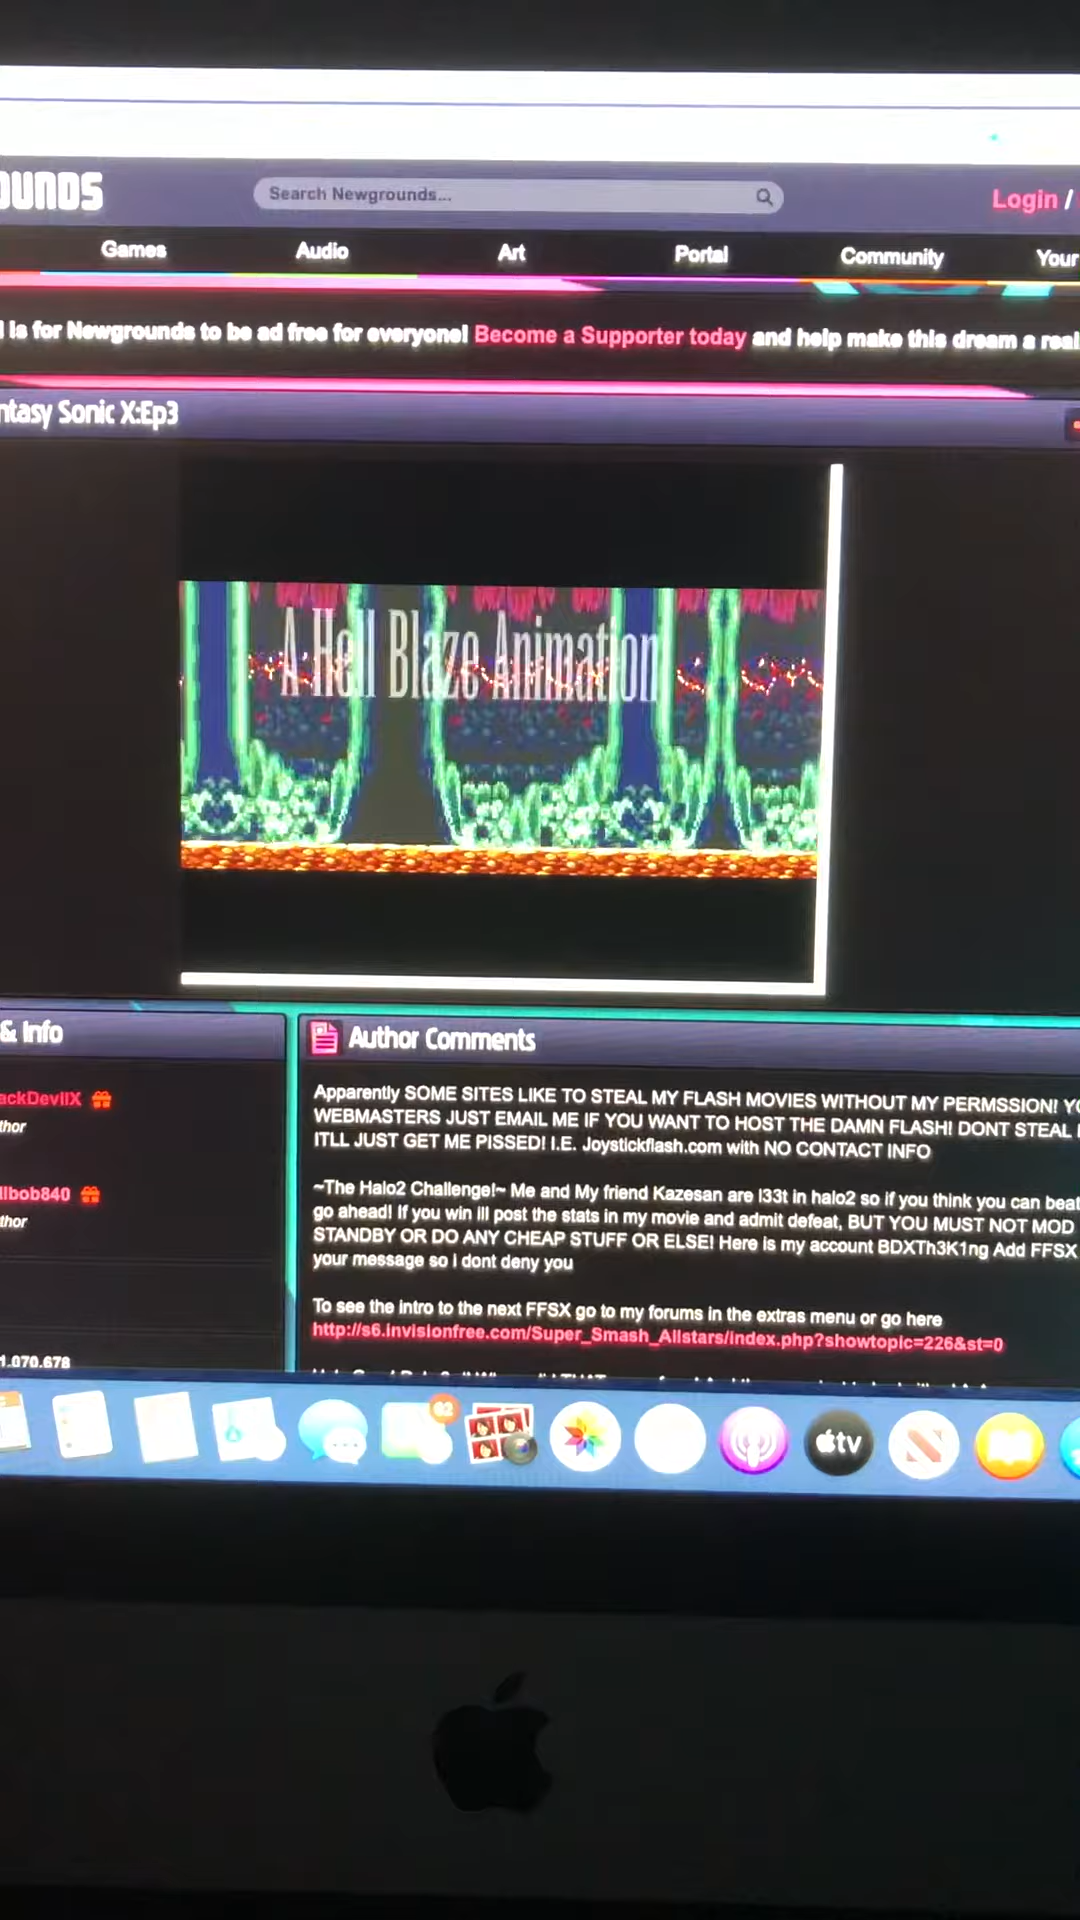 OUNDS
Search Newgrounds...
Login /
Games
Audio
Art
Portal
Community
Your
l is for Newgrounds to be ad free for everyone! Become a Supporter today and help make this dream a real
ntasy Sonic X:Ep3
A Hell Blaze Animation
& Info
Author Comments
ackDevilX
thor
llbob840
thor
1,070,678
Apparently SOME SITES LIKE TO STEAL MY FLASH MOVIES WITHOUT MY PERMSSION! YO
WEBMASTERS JUST EMAIL ME IF YOU WANT TO HOST THE DAMN FLASH! DONT STEAL I
ITLL JUST GET ME PISSED! I.E. Joystickflash.com with NO CONTACT INFO
~The Halo2 Challenge!~ Me and My friend Kazesan are l33t in halo2 so if you think you can beat
go ahead! If you win ill post the stats in my movie and admit defeat, BUT YOU MUST NOT MOD
STANDBY OR DO ANY CHEAP STUFF OR ELSE! Here is my account BDXTh3K1ng Add FFSX
your message so i dont deny you
To see the intro to the next FFSX go to my forums in the extras menu or go here
http://s6.invisionfree.com/Super_Smash_Allstars/index.php?showtopic=226&st=0
62
tv